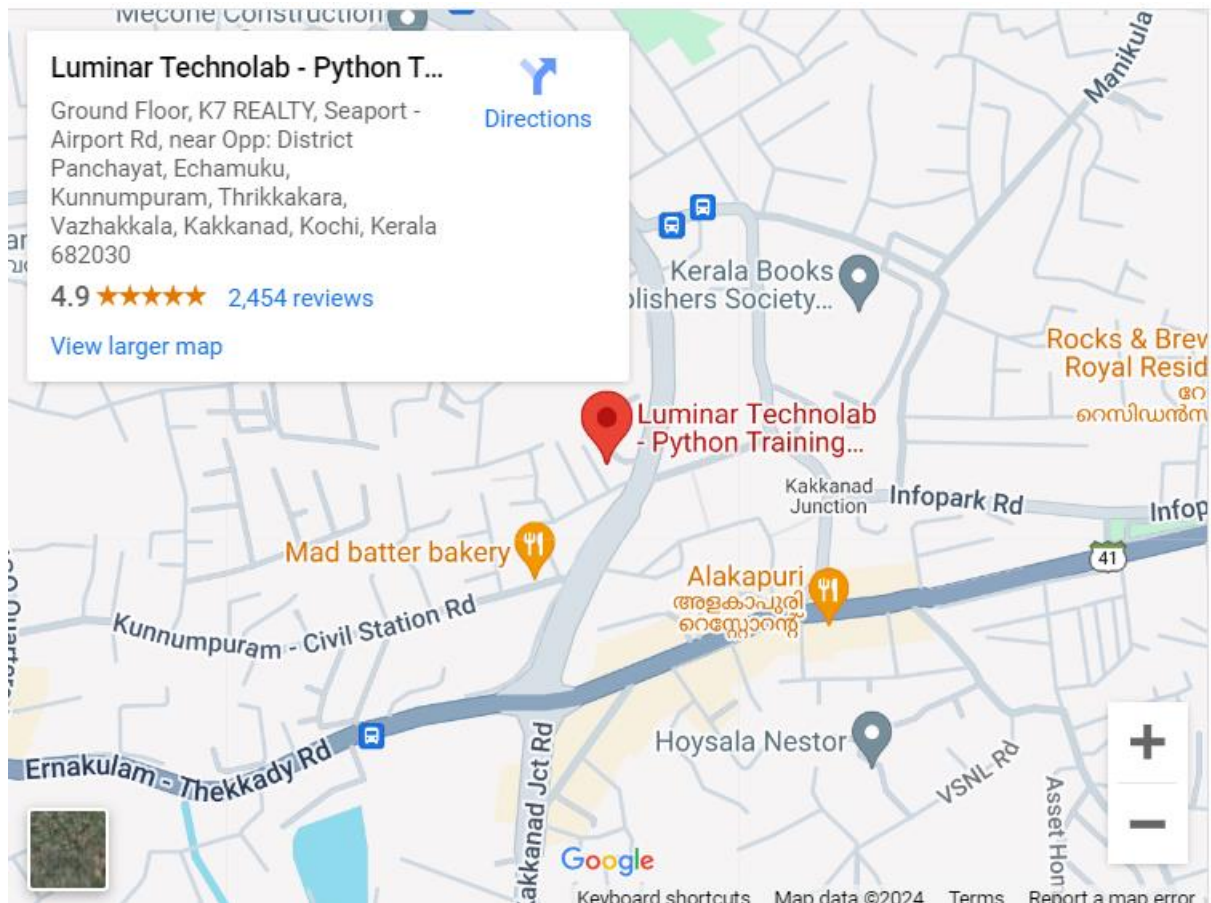 Mecone Construction
Luminar Technolab - Python T...
Directions
Ground Floor, K7 REALTY, Seaport -
Airport Rd, near Opp: District
Panchayat, Echamuku,
Kunnumpuram, Thrikkakara,
Vazhakkala, Kakkanad, Kochi, Kerala
682030
4.9 ★★★★★ 2,454 reviews
View larger map
Manikula
Kerala Books
blishers Society...
Rocks & Brev
Royal Resid
റെസിഡൻസ
Luminar Technolab
- Python Training...
Kakkanad
Junction
Infopark Rd
Infop
41
Mad batter bakery
Alakapuri
അളകാപുരി
റെസ്റ്റോറന്റ്
Kunnumpuram - Civil Station Rd
Ernakulam - Thekkady Rd
Hoysala Nestor
VSNL Rd
Asset Hom
Kakkanad Jct Rd
Google
Keyboard shortcuts Map data ©2024 Terms Report a map error